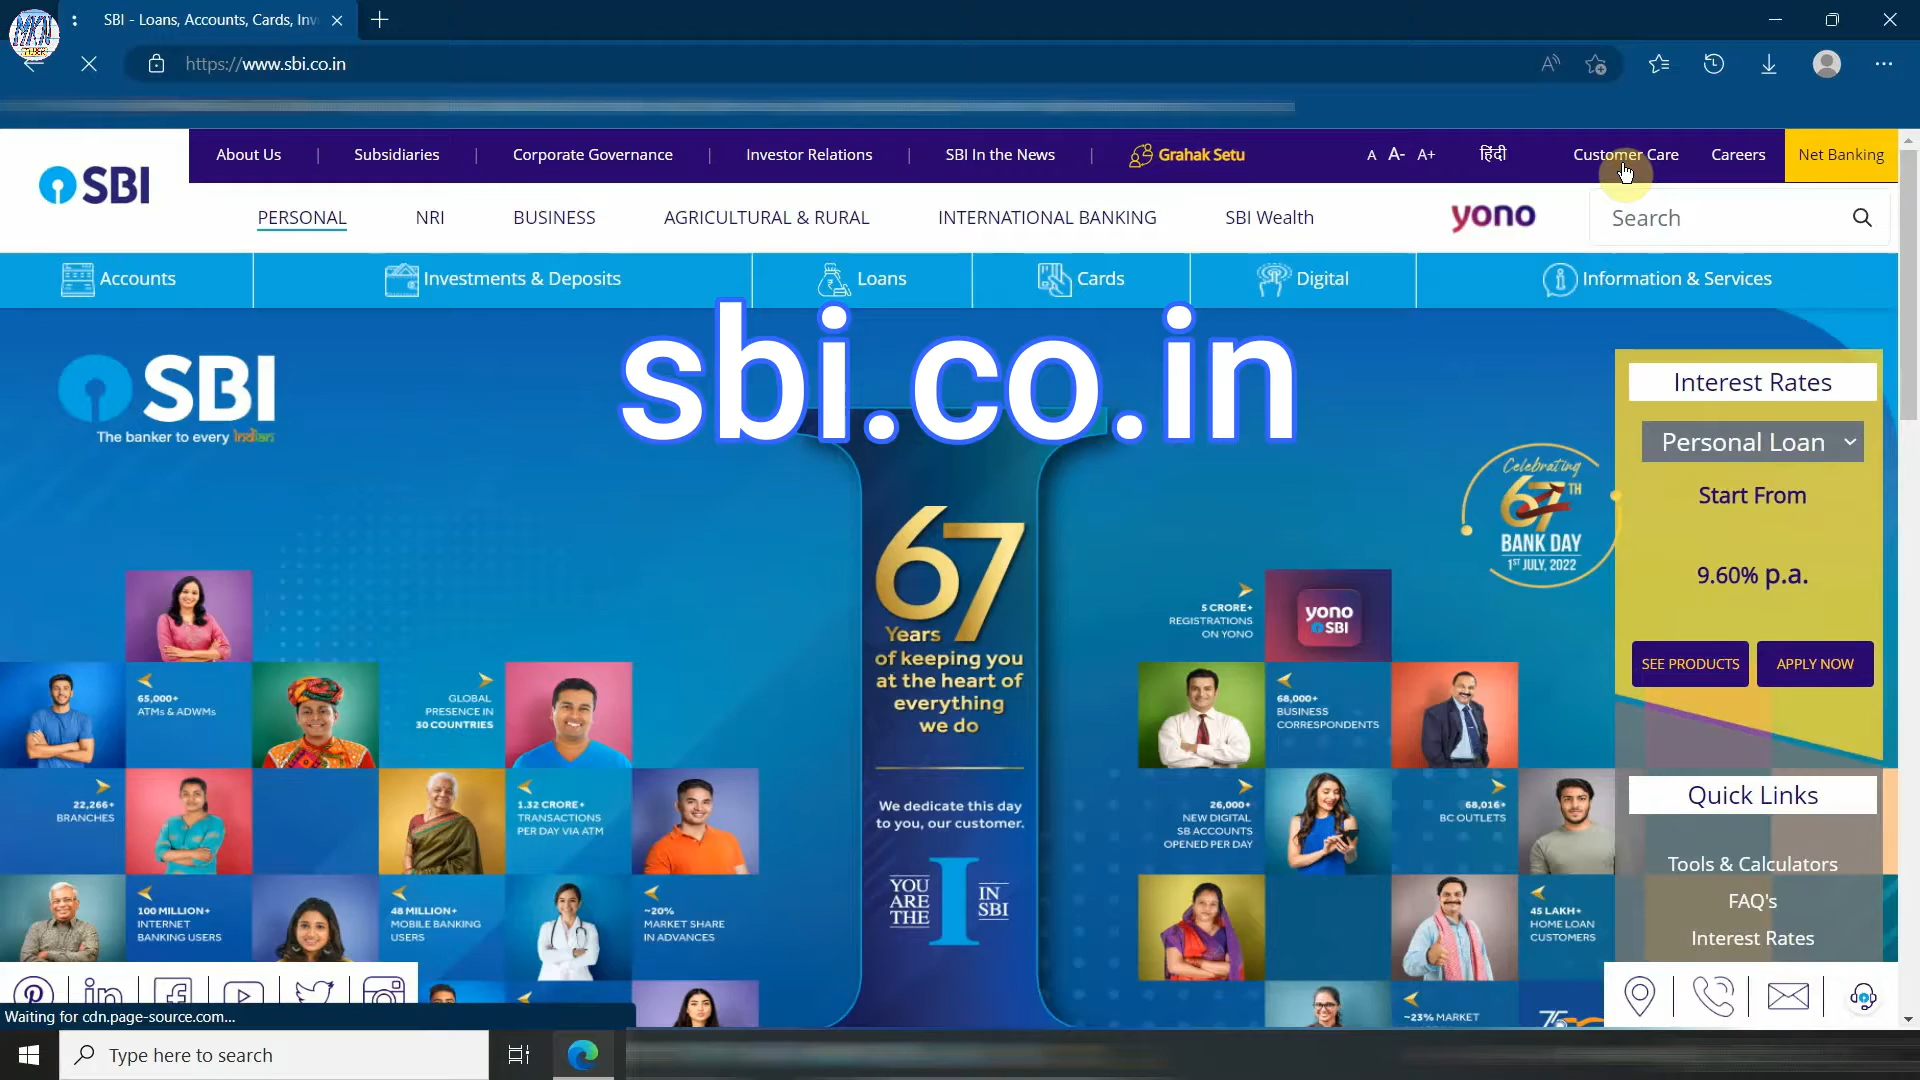 SBI - Loans, Accounts, Cards, Inv
https://www.sbi.co.in
About Us
Subsidiaries
Corporate Governance
Investor Relations
SBI In the News
Grahak Setu
A A- A+
हिंदी
Customer Care
Careers
Net Banking
SBI
PERSONAL
NRI
BUSINESS
AGRICULTURAL & RURAL
INTERNATIONAL BANKING
SBI Wealth
yono
Search
Accounts
Investments & Deposits
Loans
Cards
Digital
Information & Services
sbi.co.in
SBI
The banker to every Indian
Interest Rates
Personal Loan
Start From
9.60% p.a.
SEE PRODUCTS
APPLY NOW
Celebrating
67TH
BANK DAY
1ST JULY, 2022
67
Years
of keeping you
at the heart of
everything
we do
We dedicate this day
to you, our customer.
YOU
ARE
THE
I
IN
SBI
65,000+
ATMs & ADWMs
GLOBAL
PRESENCE IN
30 COUNTRIES
22,266+
BRANCHES
1.32 CRORE+
TRANSACTIONS
PER DAY VIA ATM
100 MILLION+
INTERNET
BANKING USERS
48 MILLION+
MOBILE BANKING
USERS
~20%
MARKET SHARE
IN ADVANCES
5 CRORE+
REGISTRATIONS
ON YONO
yono
SBI
68,000+
BUSINESS
CORRESPONDENTS
26,000+
NEW DIGITAL
SB ACCOUNTS
OPENED PER DAY
68,016+
BC OUTLETS
45 LAKH+
HOME LOAN
CUSTOMERS
~23% MARKET
75
Quick Links
Tools & Calculators
FAQ's
Interest Rates
Waiting for cdn.page-source.com...
Type here to search